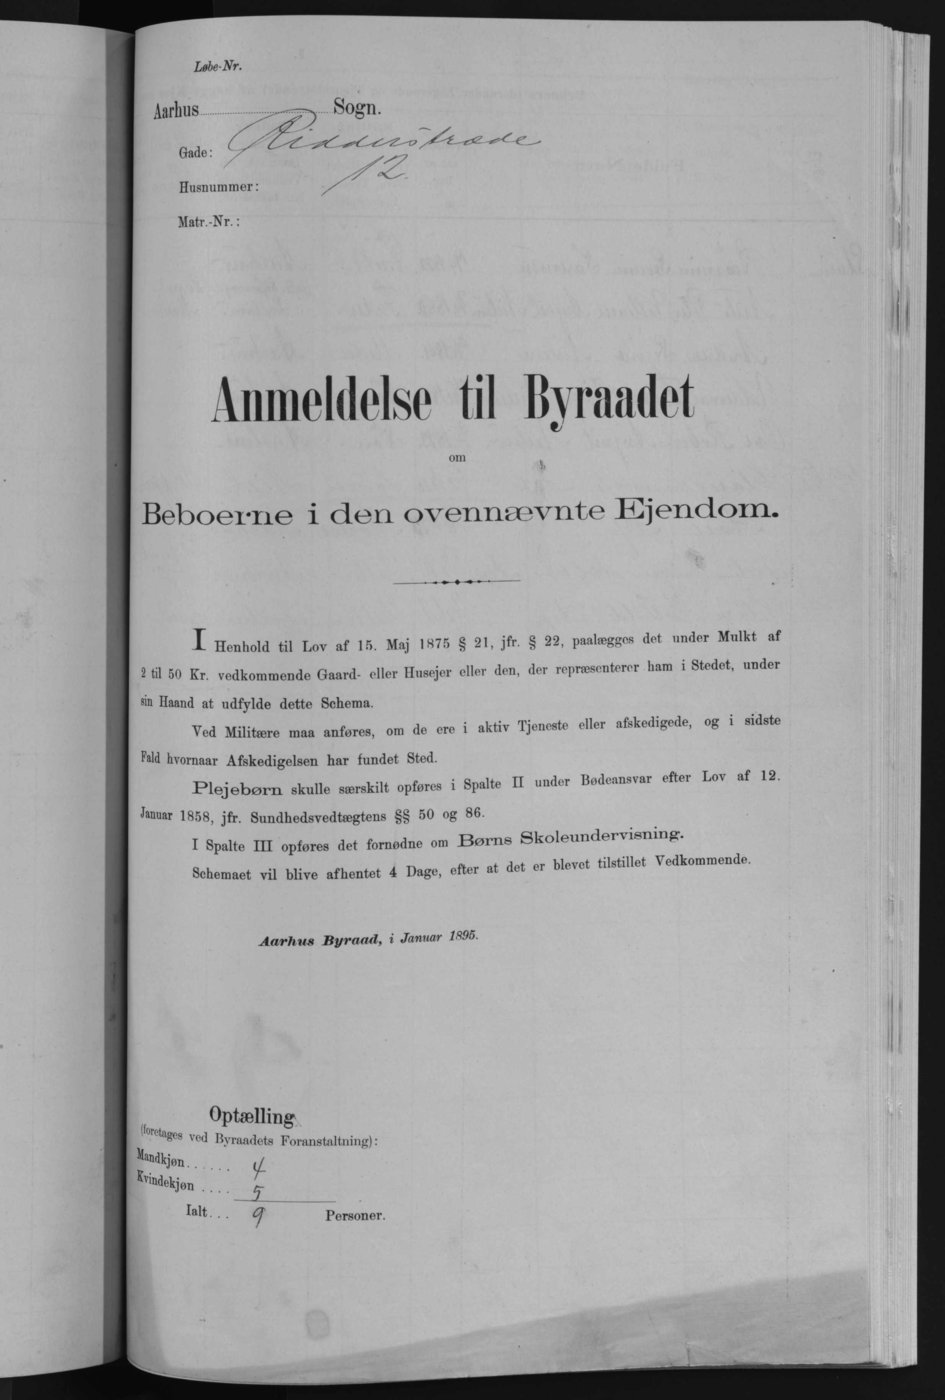 Løbe-Nr.
Aarhus Sogn.
Gade: Ridderstræde
Husnummer: 12.
Matr.-Nr.:
Anmeldelse til Byraadet
om
Beboerne i den ovennævnte Ejendom.
I Henhold til Lov af 15. Maj 1875 § 21, jfr. § 22, paalægges det under Mulkt af
2 til 50 Kr. vedkommende Gaard- eller Husejer eller den, der repræsenterer ham i Stedet, under
sin Haand at udfylde dette Schema.
Ved Militære maa anføres, om de ere i aktiv Tjeneste eller afskedigede, og i sidste
Fald hvornaar Afskedigelsen har fundet Sted.
Plejebørn skulle særskilt opføres i Spalte II under Bødeansvar efter Lov af 12.
Januar 1858, jfr. Sundhedsvedtægtens §§ 50 og 86.
I Spalte III opføres det fornødne om Børns Skoleundervisning.
Schemaet vil blive afhentet 4 Dage, efter at det er blevet tilstillet Vedkommende.
Aarhus Byraad, i Januar 1895.
Optælling
(foretages ved Byraadets Foranstaltning):
Mandkjøn...... 4
Kvindekjøn .... 5
Ialt... 9 Personer.